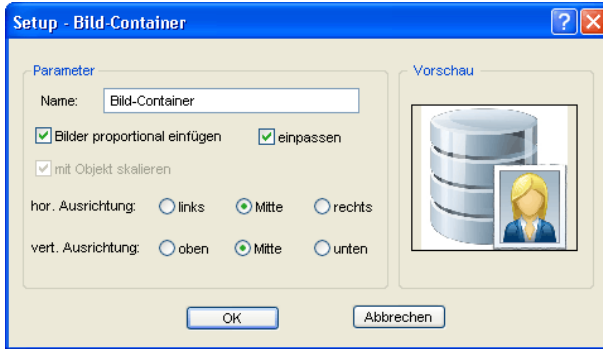 Setup - Bild-Container
Parameter
Name: Bild-Container
Bilder proportional einfügen einpassen
mit Objekt skalieren
hor. Ausrichtung: links Mitte rechts
vert. Ausrichtung: oben Mitte unten
Vorschau
OK Abbrechen